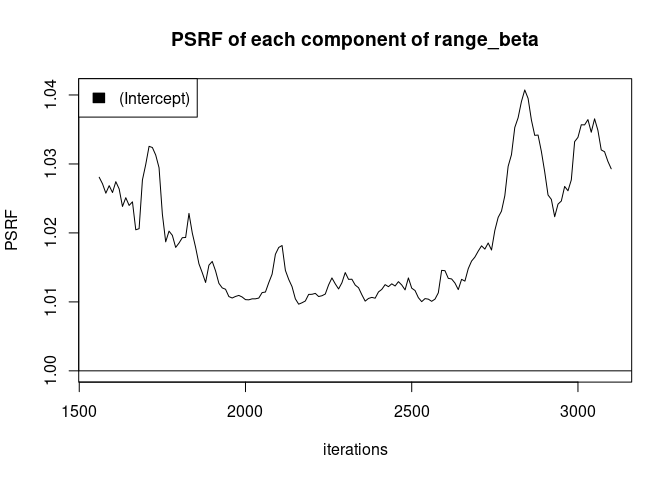 PSRF of each component of range_beta
(Intercept)
PSRF
1.04
1.03
1.02
1.01
1.00
1500 2000 2500 3000
iterations